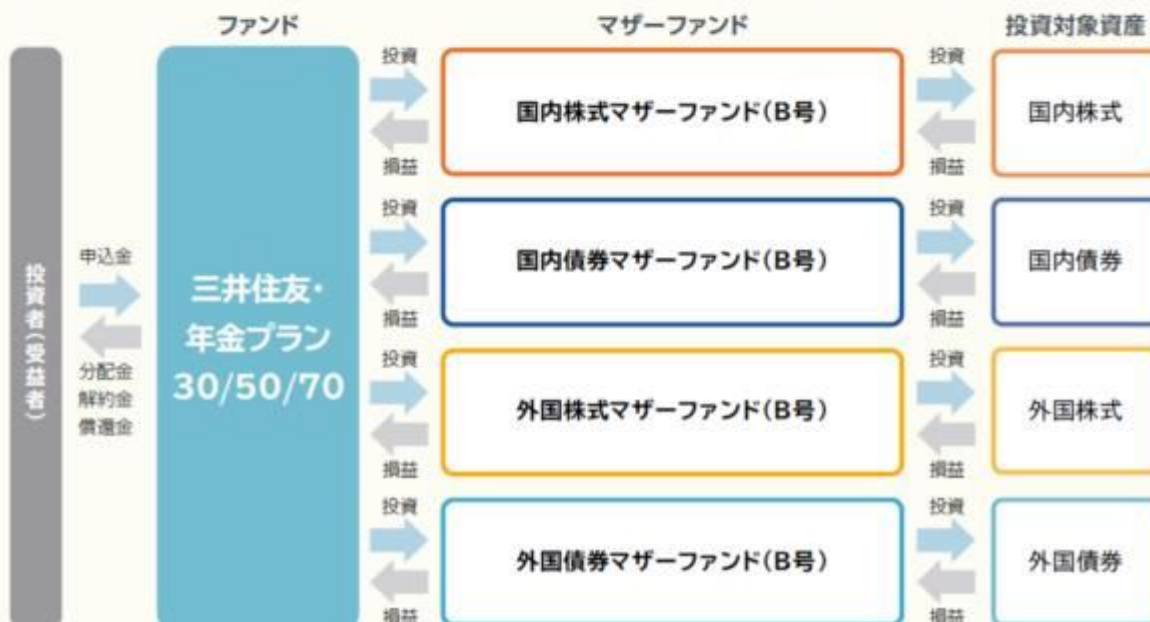 ファンド
マザーファンド
投資対象資産
投資者(受益者)
申込金
分配金
解約金
償還金
三井住友・
年金プラン
30/50/70
投資
損益
国内株式マザーファンド(B号)
投資
損益
国内株式
投資
損益
国内債券マザーファンド(B号)
投資
損益
国内債券
投資
損益
外国株式マザーファンド(B号)
投資
損益
外国株式
投資
損益
外国債券マザーファンド(B号)
投資
損益
外国債券